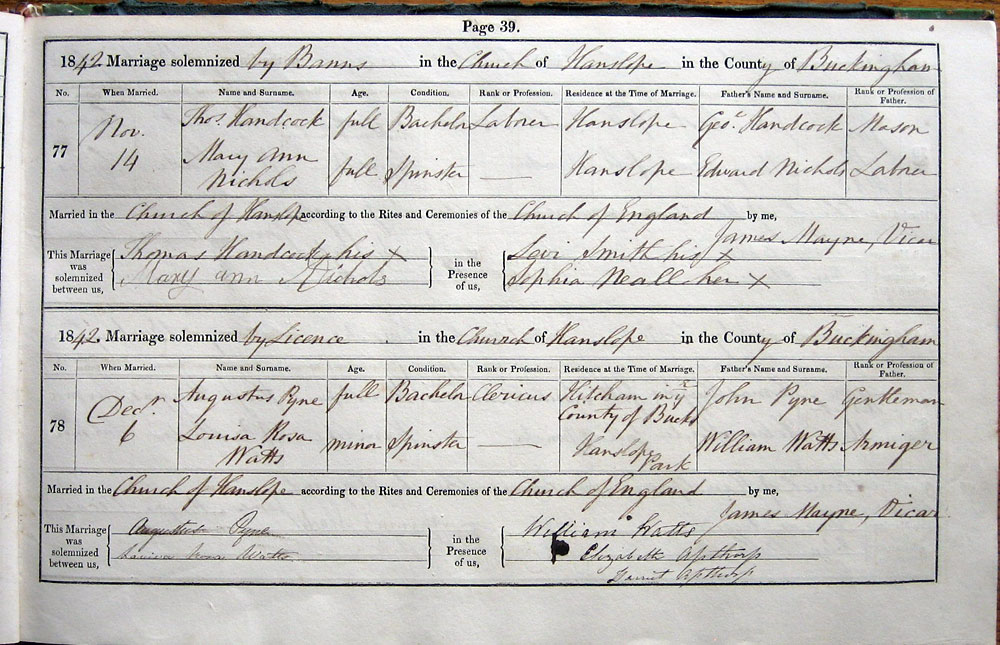 Page 39.
1842. Marriage solemnized by Banns in the Church of Hanslope in the County of Buckingham
No. When Married. Name and Surname. Age. Condition. Rank or Profession. Residence at the Time of Marriage. Father's Name and Surname. Rank or Profession of Father.
77 Nov. 14 Thos. Handcock full Bachelor Laborer Hanslope Geo. Handcock Mason
Mary Ann Nichols full Spinster — Hanslope Edward Nichols Laborer
Married in the Church of Hanslope according to the Rites and Ceremonies of the Church of England by me,
James Mayne, Vicar
This Marriage was solemnized between us, Thomas Handcock his X in the Presence of us, Levi Smith his X
Mary ann Nichols Sophia Neall her X
1842. Marriage solemnized by Licence in the Church of Hanslope in the County of Buckingham
No. When Married. Name and Surname. Age. Condition. Rank or Profession. Residence at the Time of Marriage. Father's Name and Surname. Rank or Profession of Father.
78 Decr. 6 Augustus Pyne full Bachelor Clericus Hitcham in ye County of Bucks John Pyne Gentleman
Louisa Rosa Watts minor Spinster — Hanslope Park William Watts Armiger
Married in the Church of Hanslope according to the Rites and Ceremonies of the Church of England by me,
James Mayne, Vicar
This Marriage was solemnized between us, Augustus Pyne in the Presence of us, William Watts
Louisa Rosa Watts Elizabeth Apthorp
Apthorp